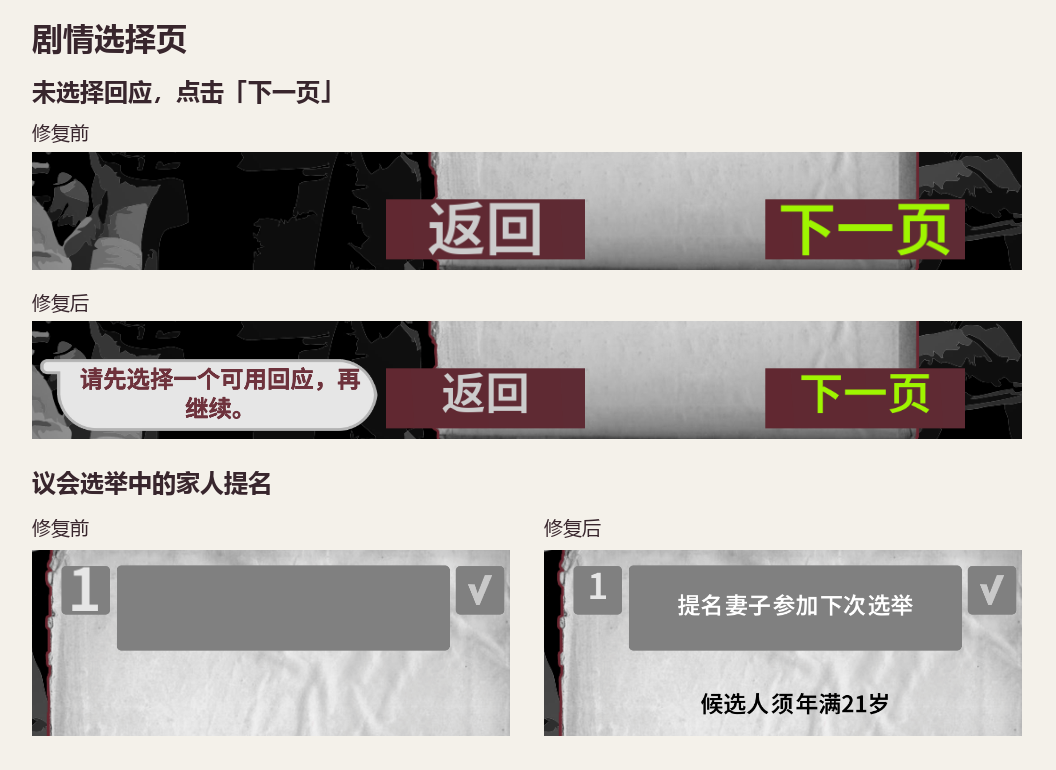 剧情选择页
未选择回应，点击「下一页」
修复前
返回
下一页
修复后
请先选择一个可用回应，再
继续。
返回
下一页
议会选举中的家人提名
修复前
修复后
1
√
1
提名妻子参加下次选举
√
候选人须年满21岁